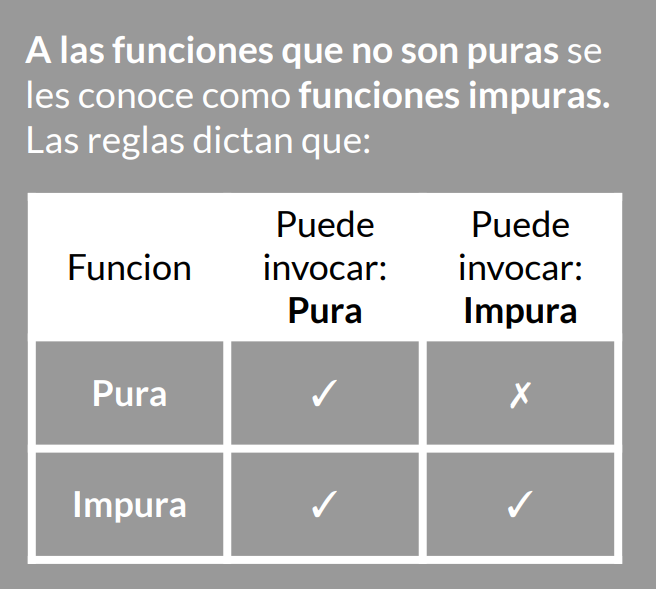 A las funciones que no son puras se
les conoce como funciones impuras.
Las reglas dictan que:
Funcion
Puede
invocar:
Pura
Puede
invocar:
Impura
Pura ✓ ✗
Impura ✓ ✓